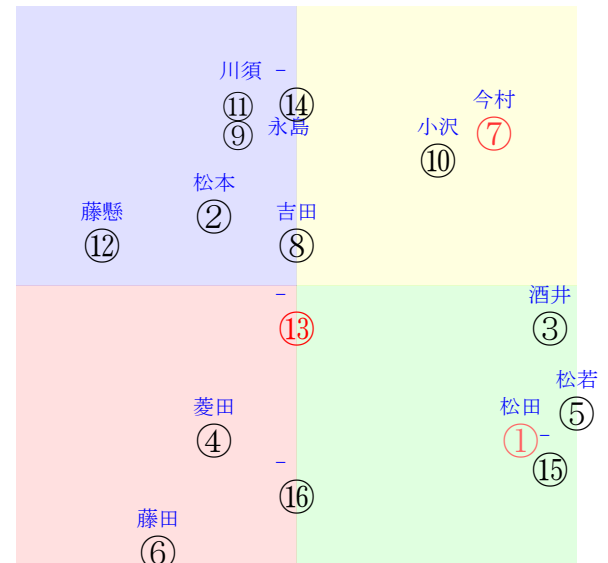 川須 −
⑪ ⑭
今村
⑨ 永島 小沢 ⑦
⑩
松本
②
藤懸 吉田
⑫ ⑧
− 酒井
⑬ ③
松若
菱田 松田 ⑤
④ ① −
− ⑮
⑯
藤田
⑥